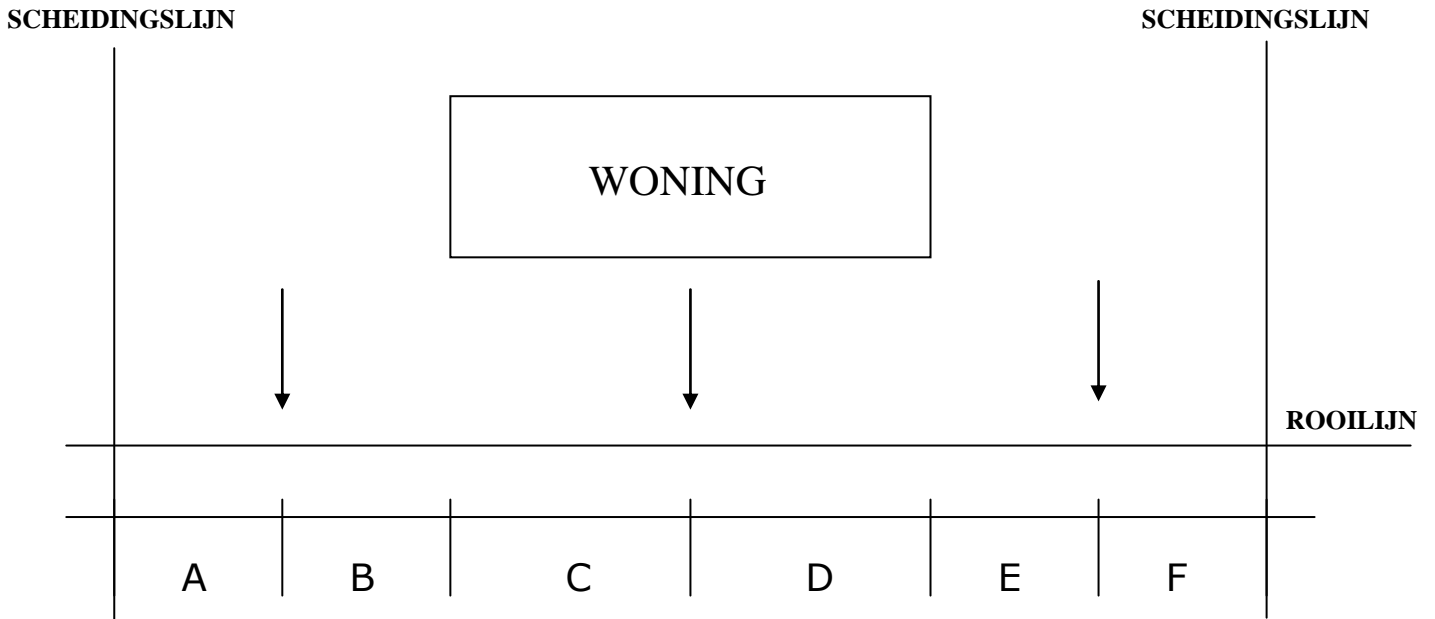 SCHEIDINGSLIJN SCHEIDINGSLIJN
WONING
ROOILIJN
A B C D E F